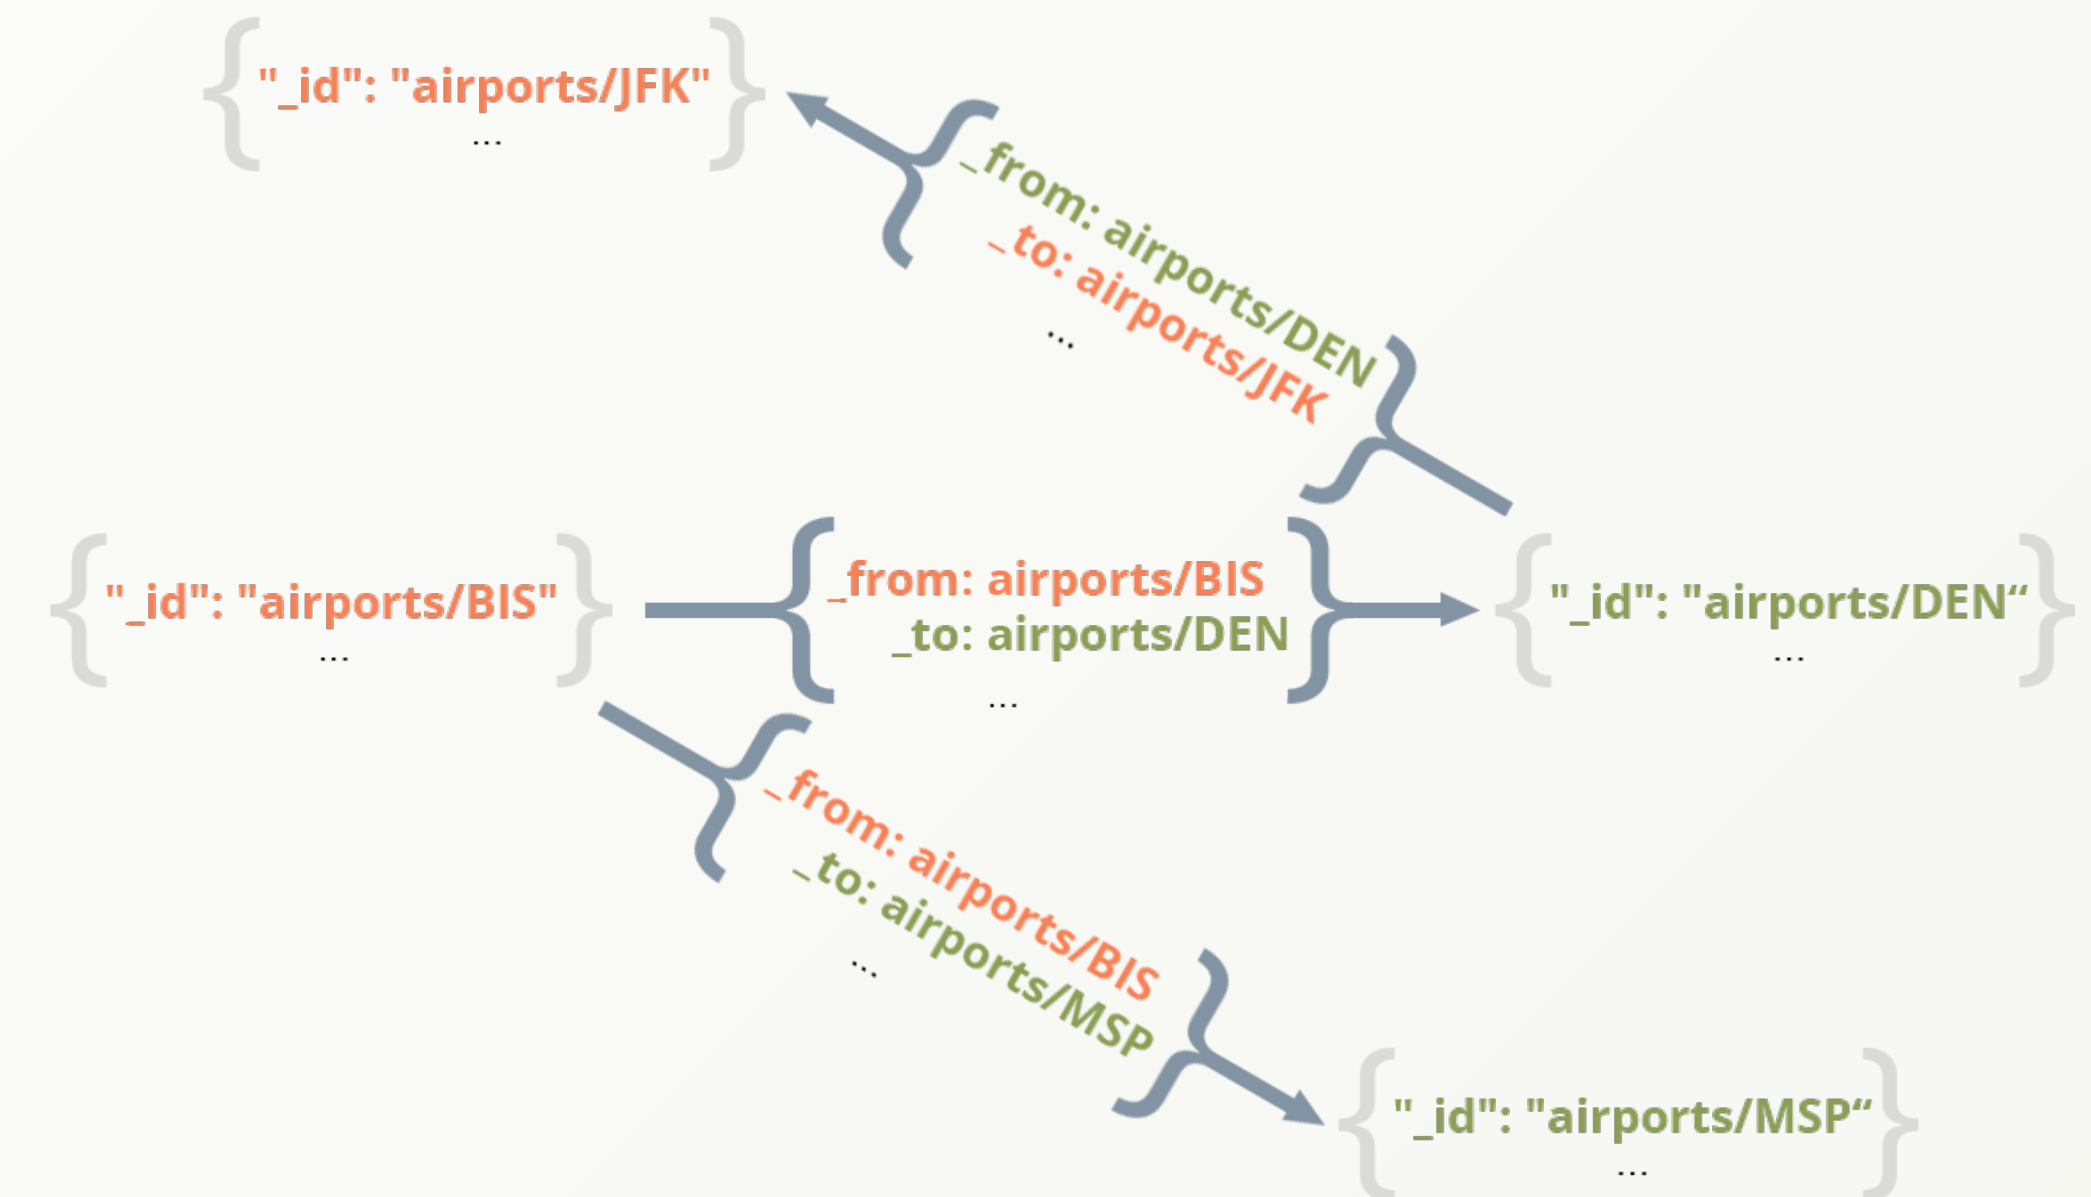 {"_id": "airports/JFK"}
...
{_from: airports/DEN
_to: airports/JFK}
...
{"_id": "airports/BIS"}
...
{_from: airports/BIS
_to: airports/DEN}
...
{"_id": "airports/DEN“}
...
{_from: airports/BIS
_to: airports/MSP}
...
{"_id": "airports/MSP“}
...